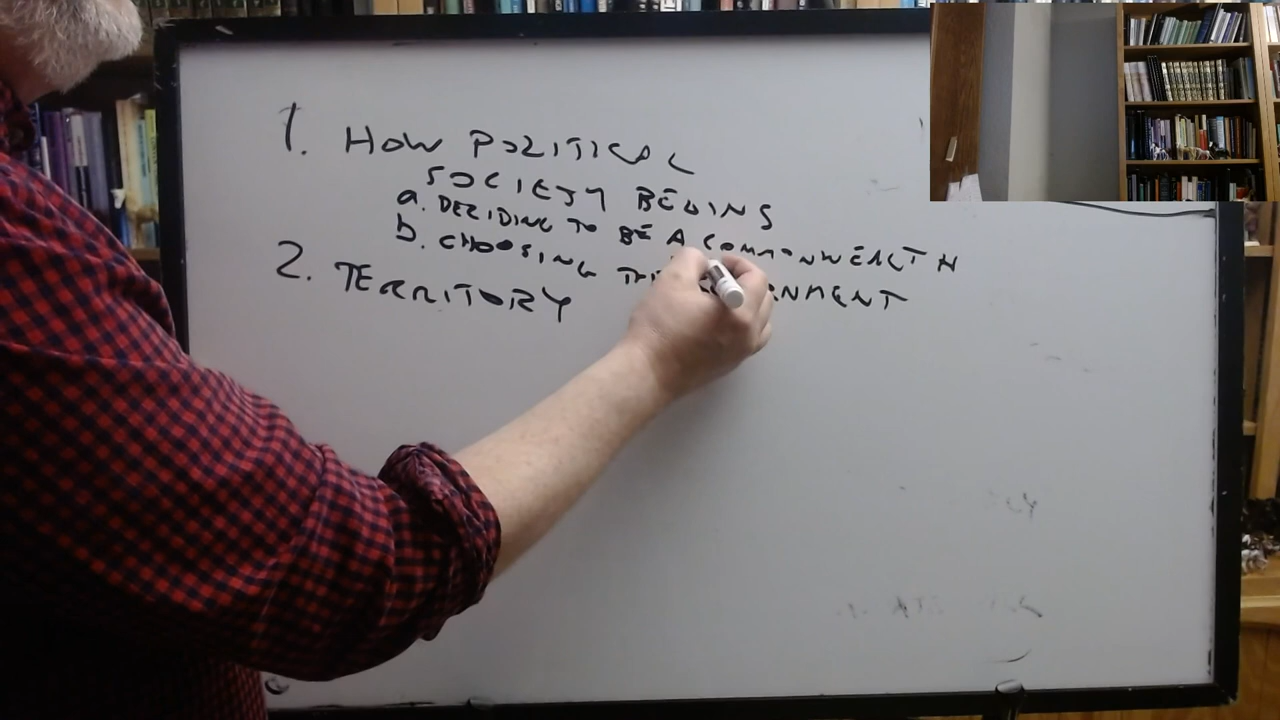 1. HOW POLITICAL
SOCIETY BEGINS
a. DECIDING TO BE A COMMONWEALTH
b. CHOOSING
2. TERRITORY